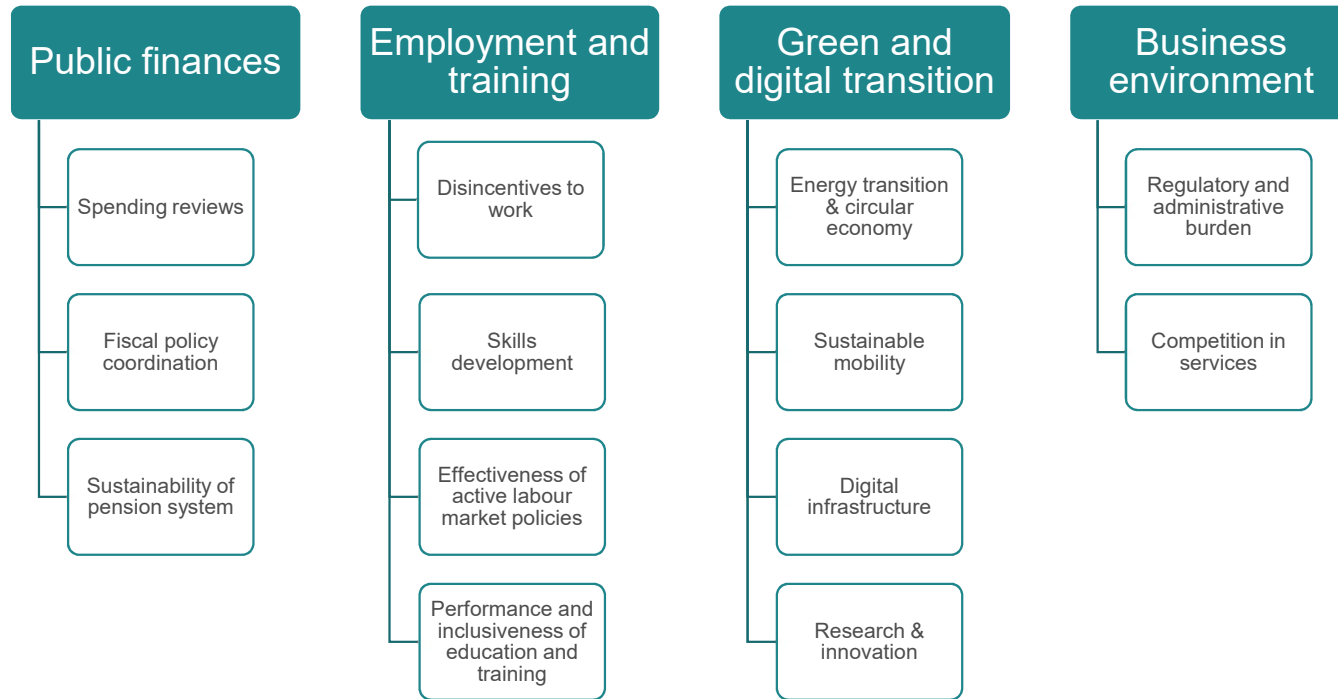 Public finances
Spending reviews
Fiscal policy
coordination
Sustainability of
pension system
Employment and
training
Disincentives to
work
Skills
development
Effectiveness of
active labour
market policies
Performance and
inclusiveness of
education and
training
Green and
digital transition
Energy transition
& circular
economy
Sustainable
mobility
Digital
infrastructure
Research &
innovation
Business
environment
Regulatory and
administrative
burden
Competition in
services